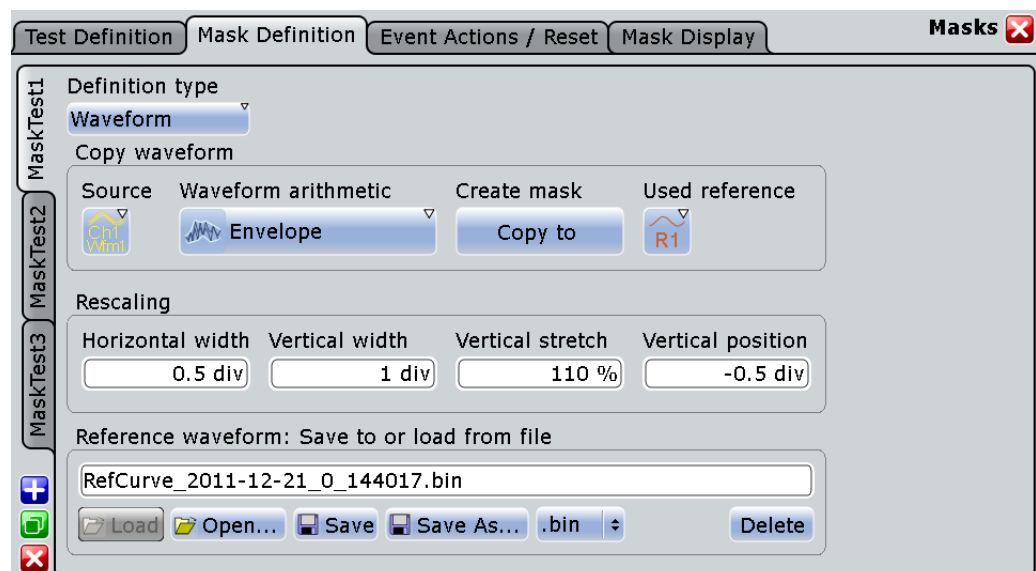 Test Definition Mask Definition Event Actions / Reset Mask Display Masks
MaskTest1
MaskTest2
MaskTest3
Definition type
Waveform
Copy waveform
Source Waveform arithmetic Create mask Used reference
Ch1
Wfm1
Envelope
Copy to
R1
Rescaling
Horizontal width Vertical width Vertical stretch Vertical position
0.5 div 1 div 110 % -0.5 div
Reference waveform: Save to or load from file
RefCurve_2011-12-21_0_144017.bin
Load Open... Save Save As... .bin Delete